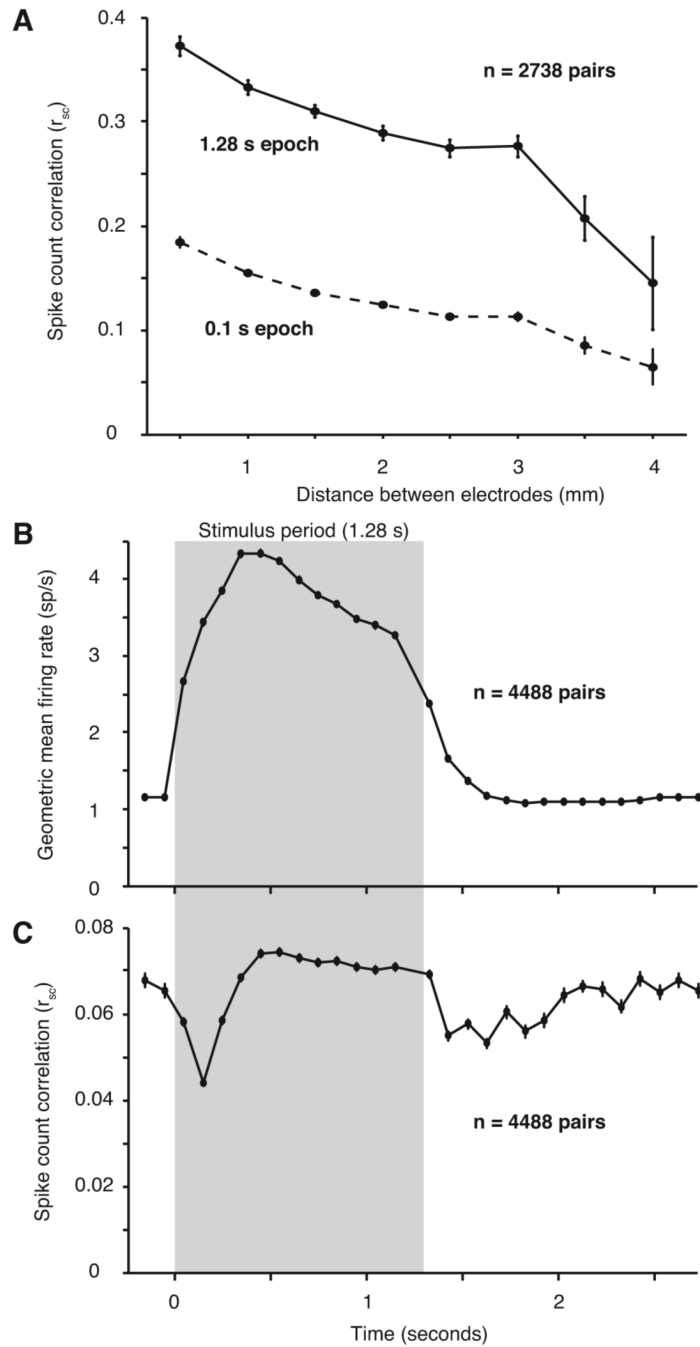 A
0.4
0.3
0.2
0.1
0
Spike count correlation (rsc)
n = 2738 pairs
1.28 s epoch
0.1 s epoch
1 2 3 4
Distance between electrodes (mm)
B
Stimulus period (1.28 s)
4
3
2
1
0
Geometric mean firing rate (sp/s)
n = 4488 pairs
C
0.08
0.06
0.04
0.02
0
Spike count correlation (rsc)
n = 4488 pairs
0 1 2
Time (seconds)